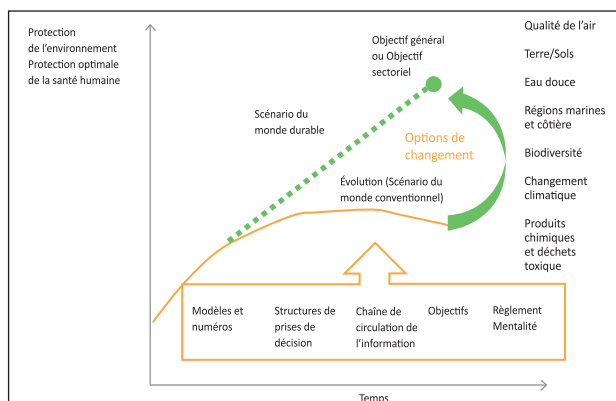 Protection
de l'environnement
Protection optimale
de la santé humaine
Objectif général
ou Objectif
sectoriel
Scénario du
monde durable
Options de
changement
Évolution (Scénario du
monde conventionnel)
Qualité de l'air
Terre/Sols
Eau douce
Régions marines
et côtière
Biodiversité
Changement
climatique
Produits
chimiques
et déchets
toxique
Modèles et
numéros
Structures de
prises de
décision
Chaîne de
circulation de
l'information
Objectifs
Règlement
Mentalité
Temps